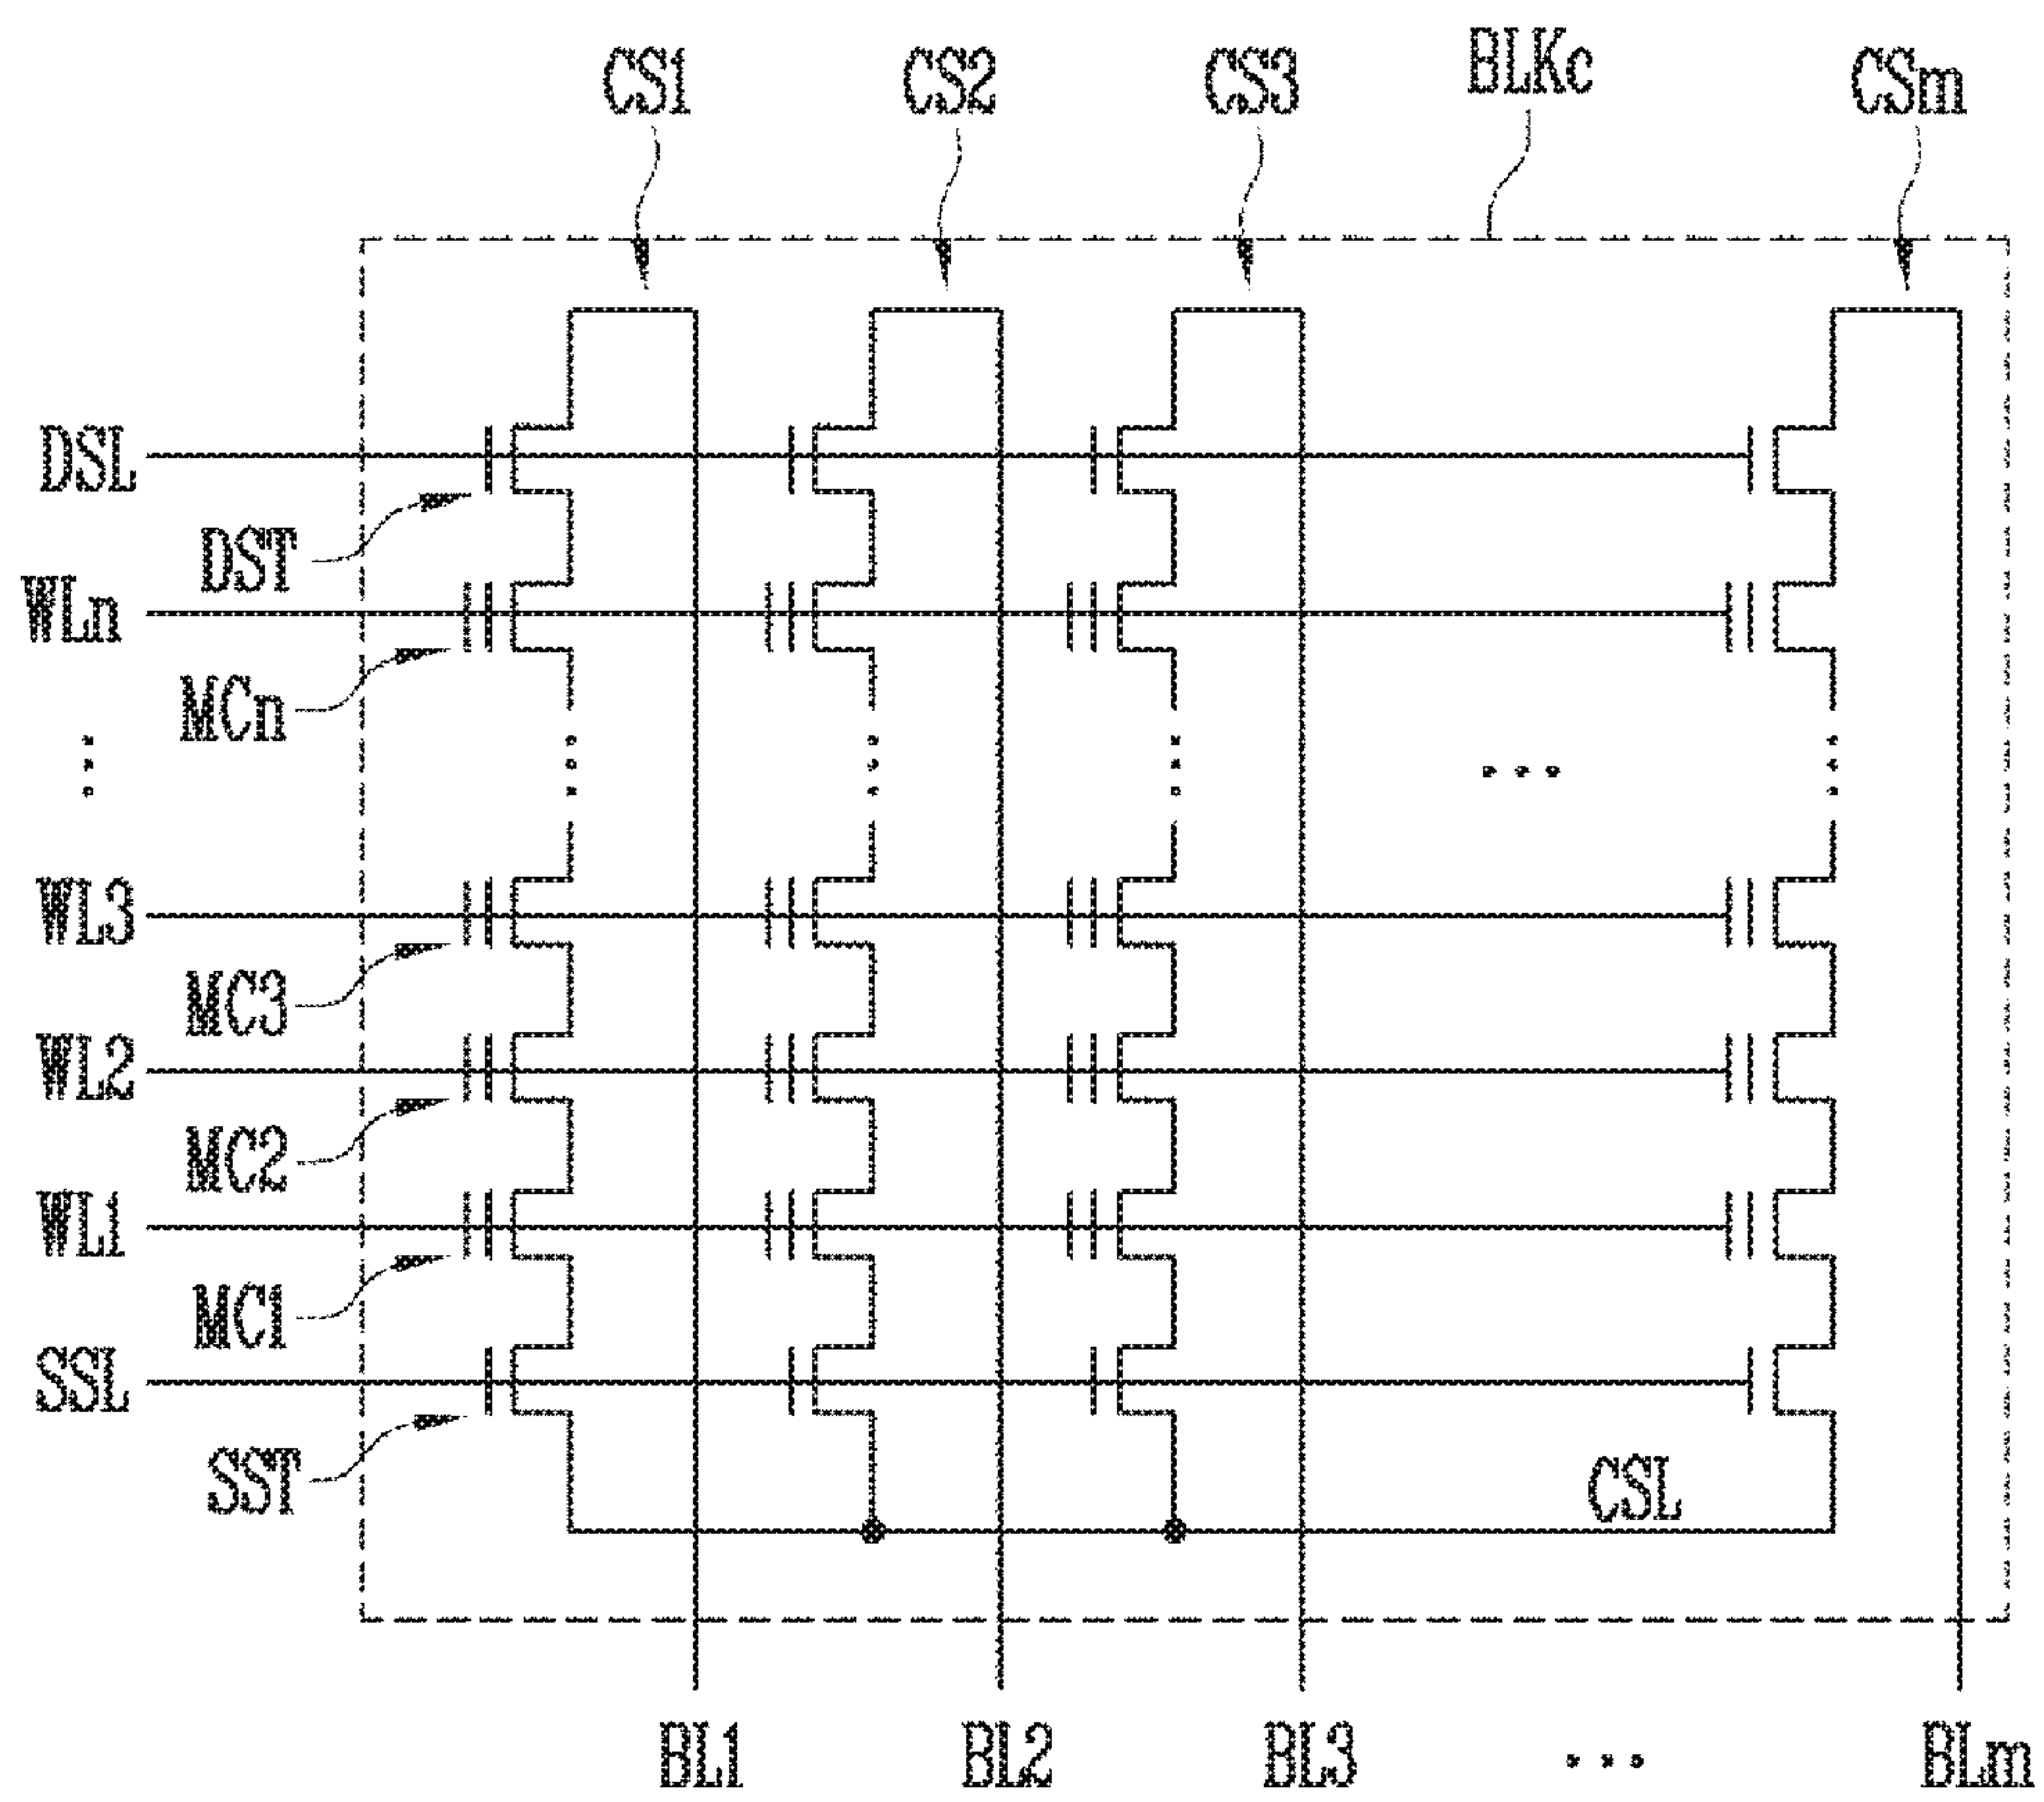 CS1 CS2 CS3 BLKc CSm
DSL
DST
WLn
MCn
WL3
MC3
WL2
MC2
WL1
MC1
SSL
SST
CSL
BL1 BL2 BL3 ... BLm